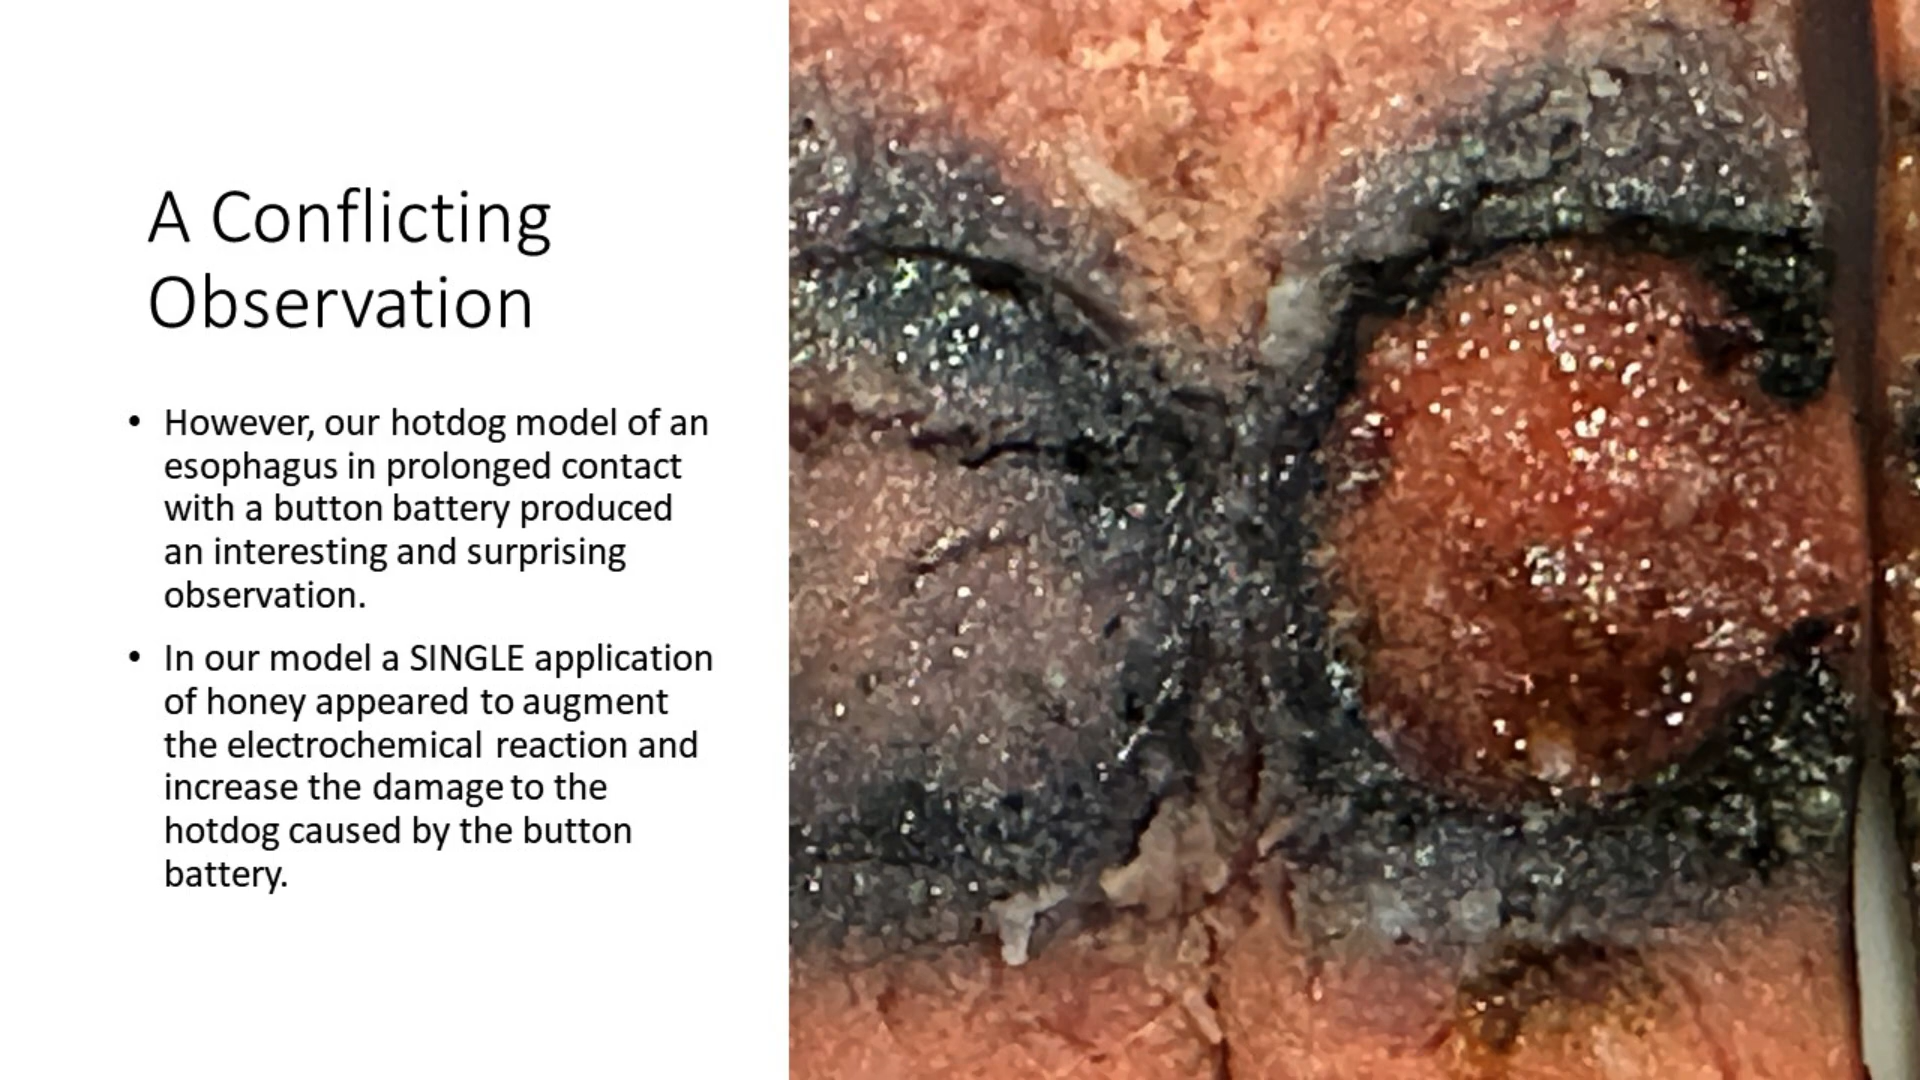 A Conflicting
Observation
• However, our hotdog model of an
esophagus in prolonged contact
with a button battery produced
an interesting and surprising
observation.
• In our model a SINGLE application
of honey appeared to augment
the electrochemical reaction and
increase the damage to the
hotdog caused by the button
battery.